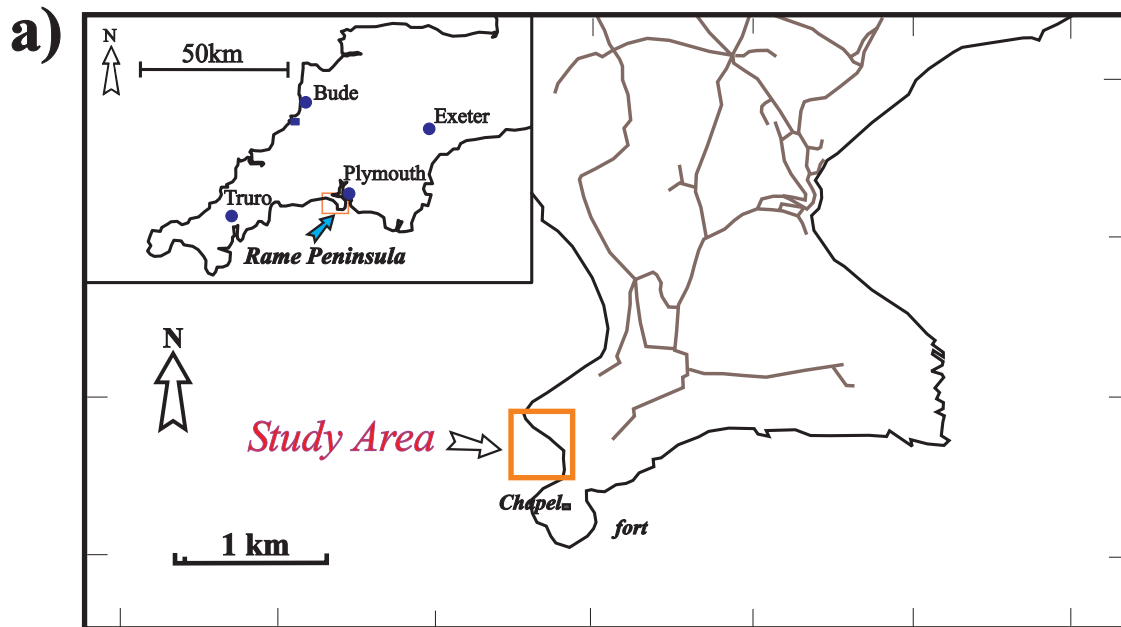 a)
N
50km
Bude
Exeter
Plymouth
Truro
Rame Peninsula
N
Study Area
Chapel
fort
1 km